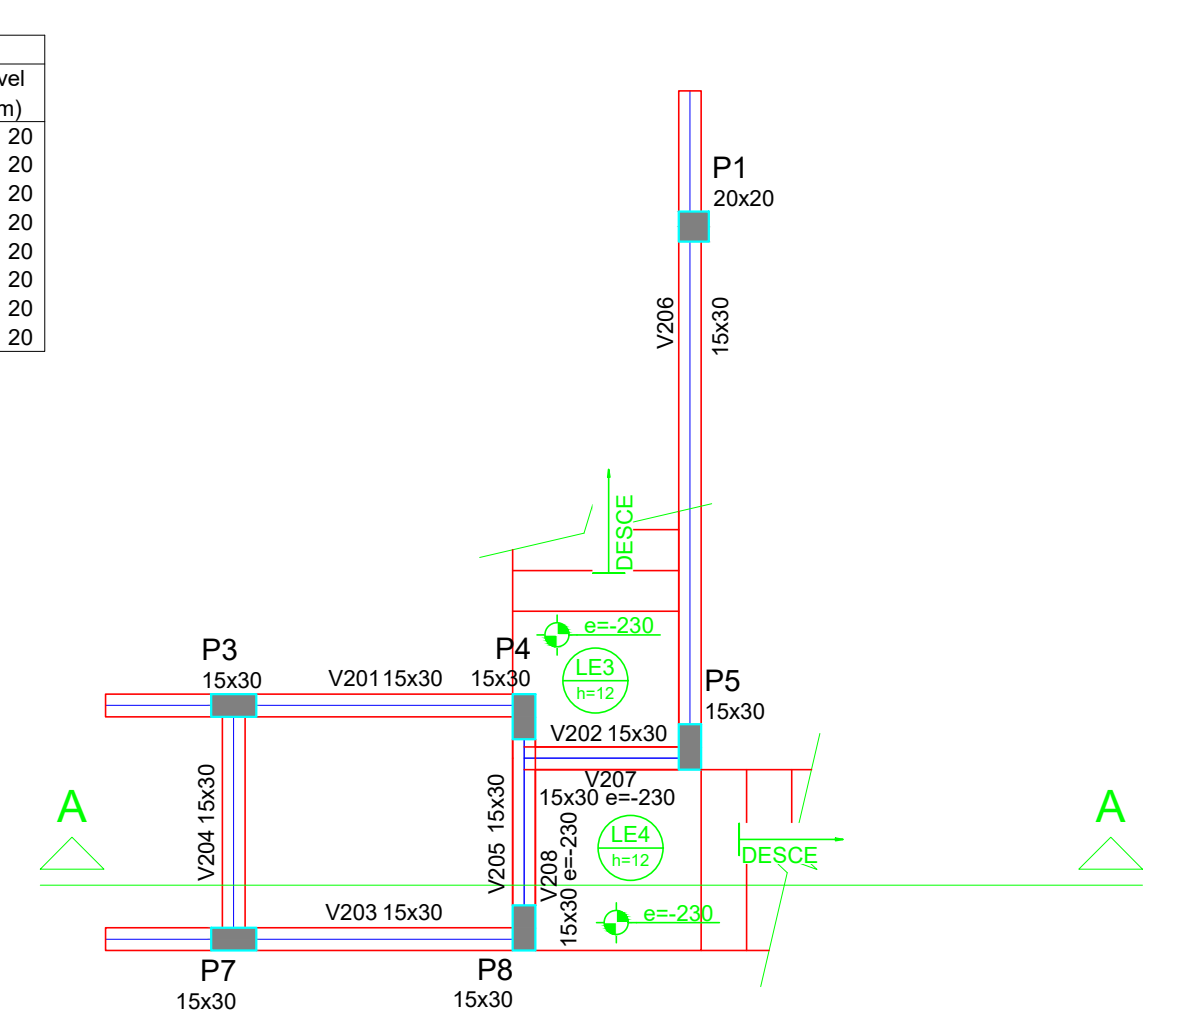 vel
m)
20
20
20
20
20
20
20
20
P1
20x20
V206
15x30
DESCE
e=-230
P3
15x30
V201 15x30
P4
15x30
LE3
h=12
P5
15x30
V202 15x30
V207
15x30 e=-230
V204 15x30
V205 15x30
V208
15x30 e=-230
LE4
h=12
DESCE
A
A
e=-230
V203 15x30
P7
15x30
P8
15x30